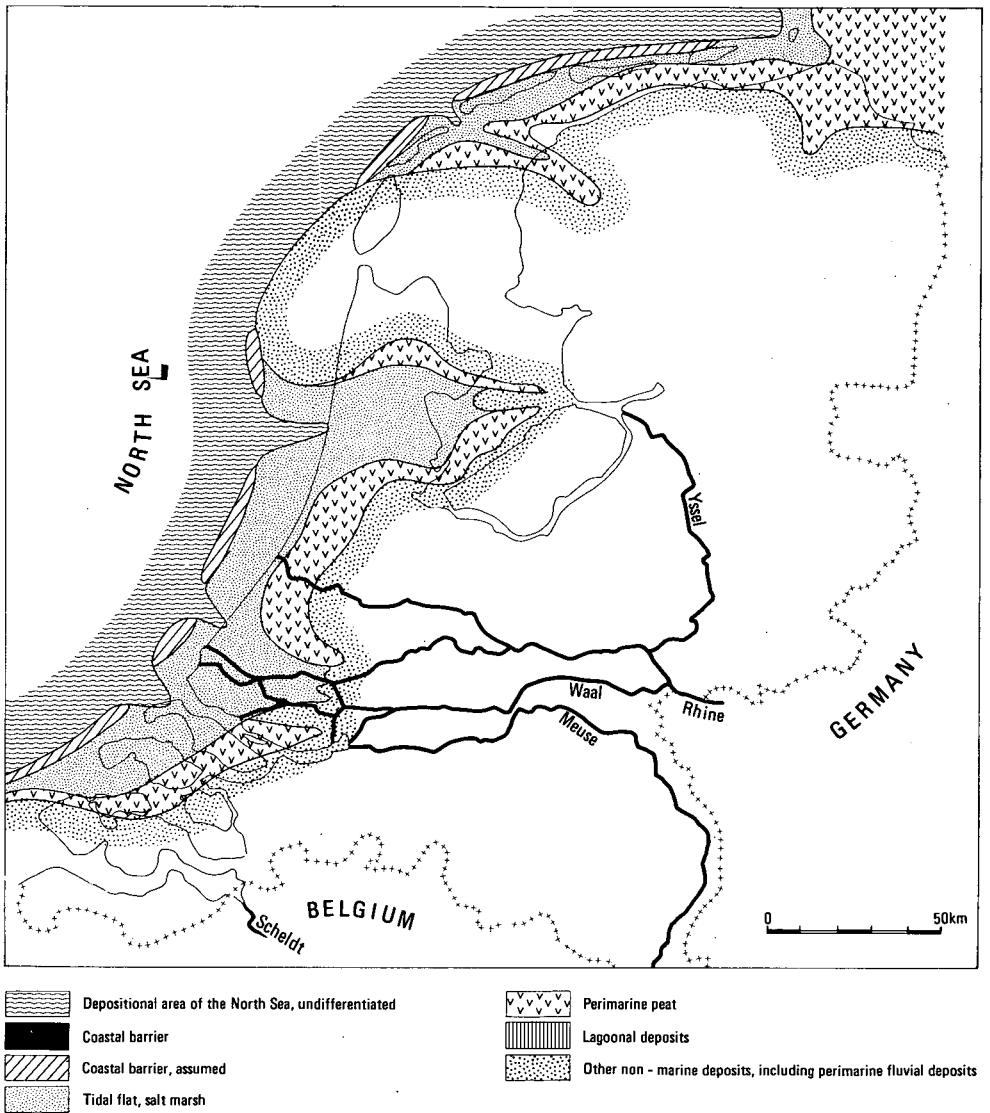 NORTH SEA
Yssel
Waal
Rhine
Meuse
GERMANY
BELGIUM
Scheldt
0 50km
Depositional area of the North Sea, undifferentiated
Coastal barrier
Coastal barrier, assumed
Tidal flat, salt marsh
Perimarine peat
Lagoonal deposits
Other non - marine deposits, including perimarine fluvial deposits